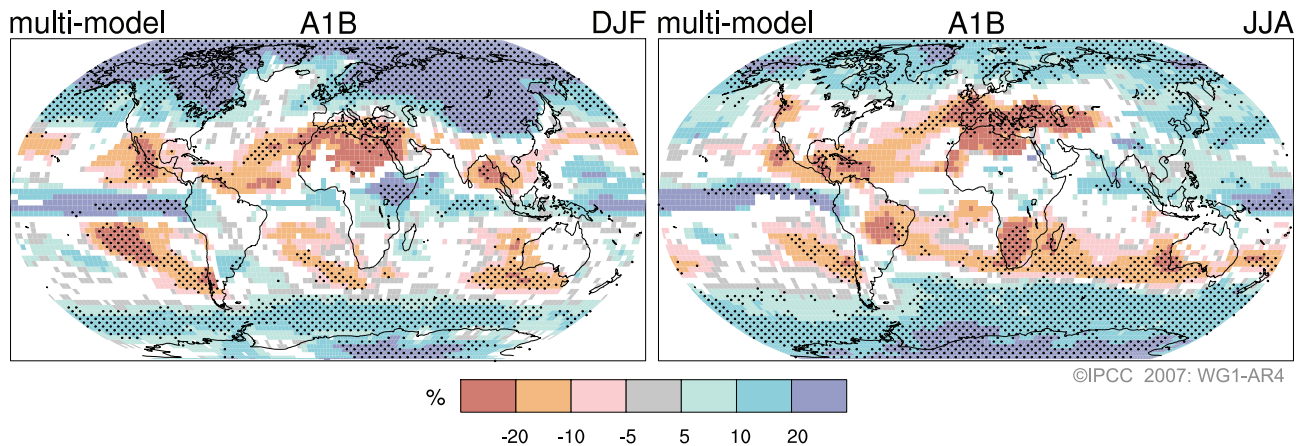 multi-model A1B DJF
multi-model A1B JJA
©IPCC 2007: WG1-AR4
%
-20 -10 -5 5 10 20